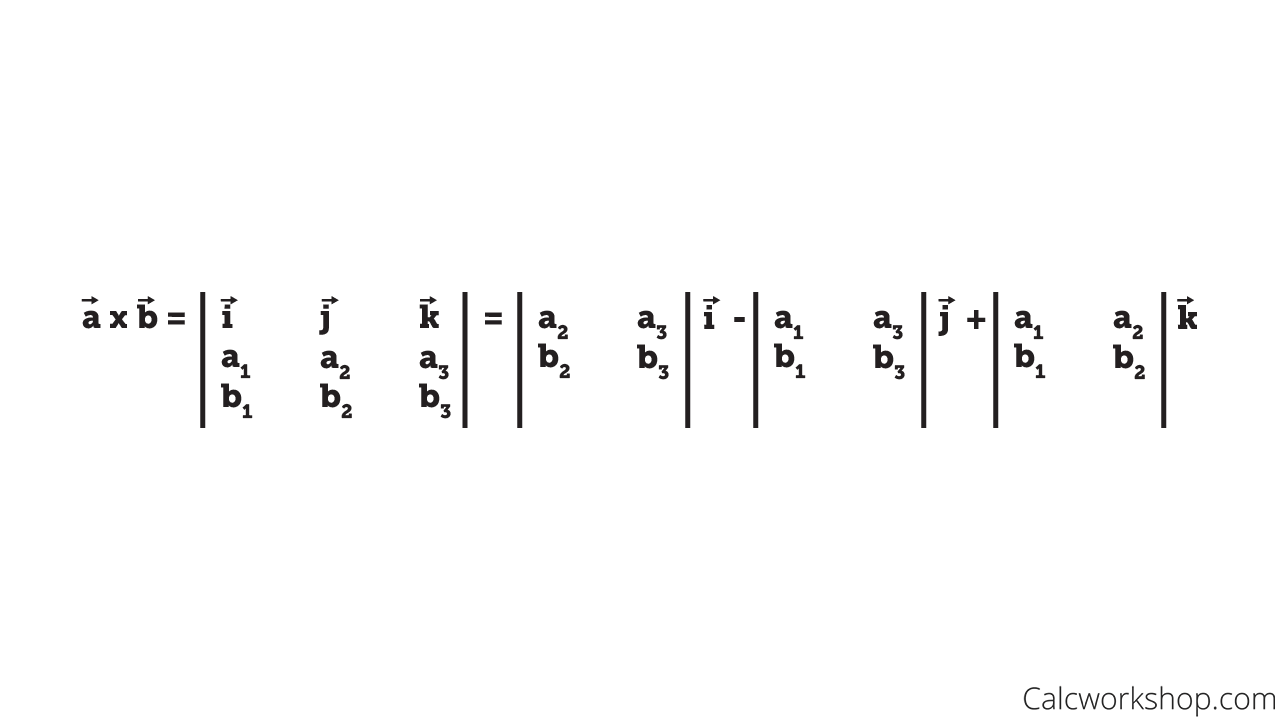 a⃗ x b⃗ = | i⃗ j⃗ k⃗ | = | a₂ a₃ | i⃗ - | a₁ a₃ | j⃗ + | a₁ a₂ | k⃗
a₁ a₂ a₃ b₂ b₃ b₁ b₃ b₁ b₂
b₁ b₂ b₃
Calcworkshop.com